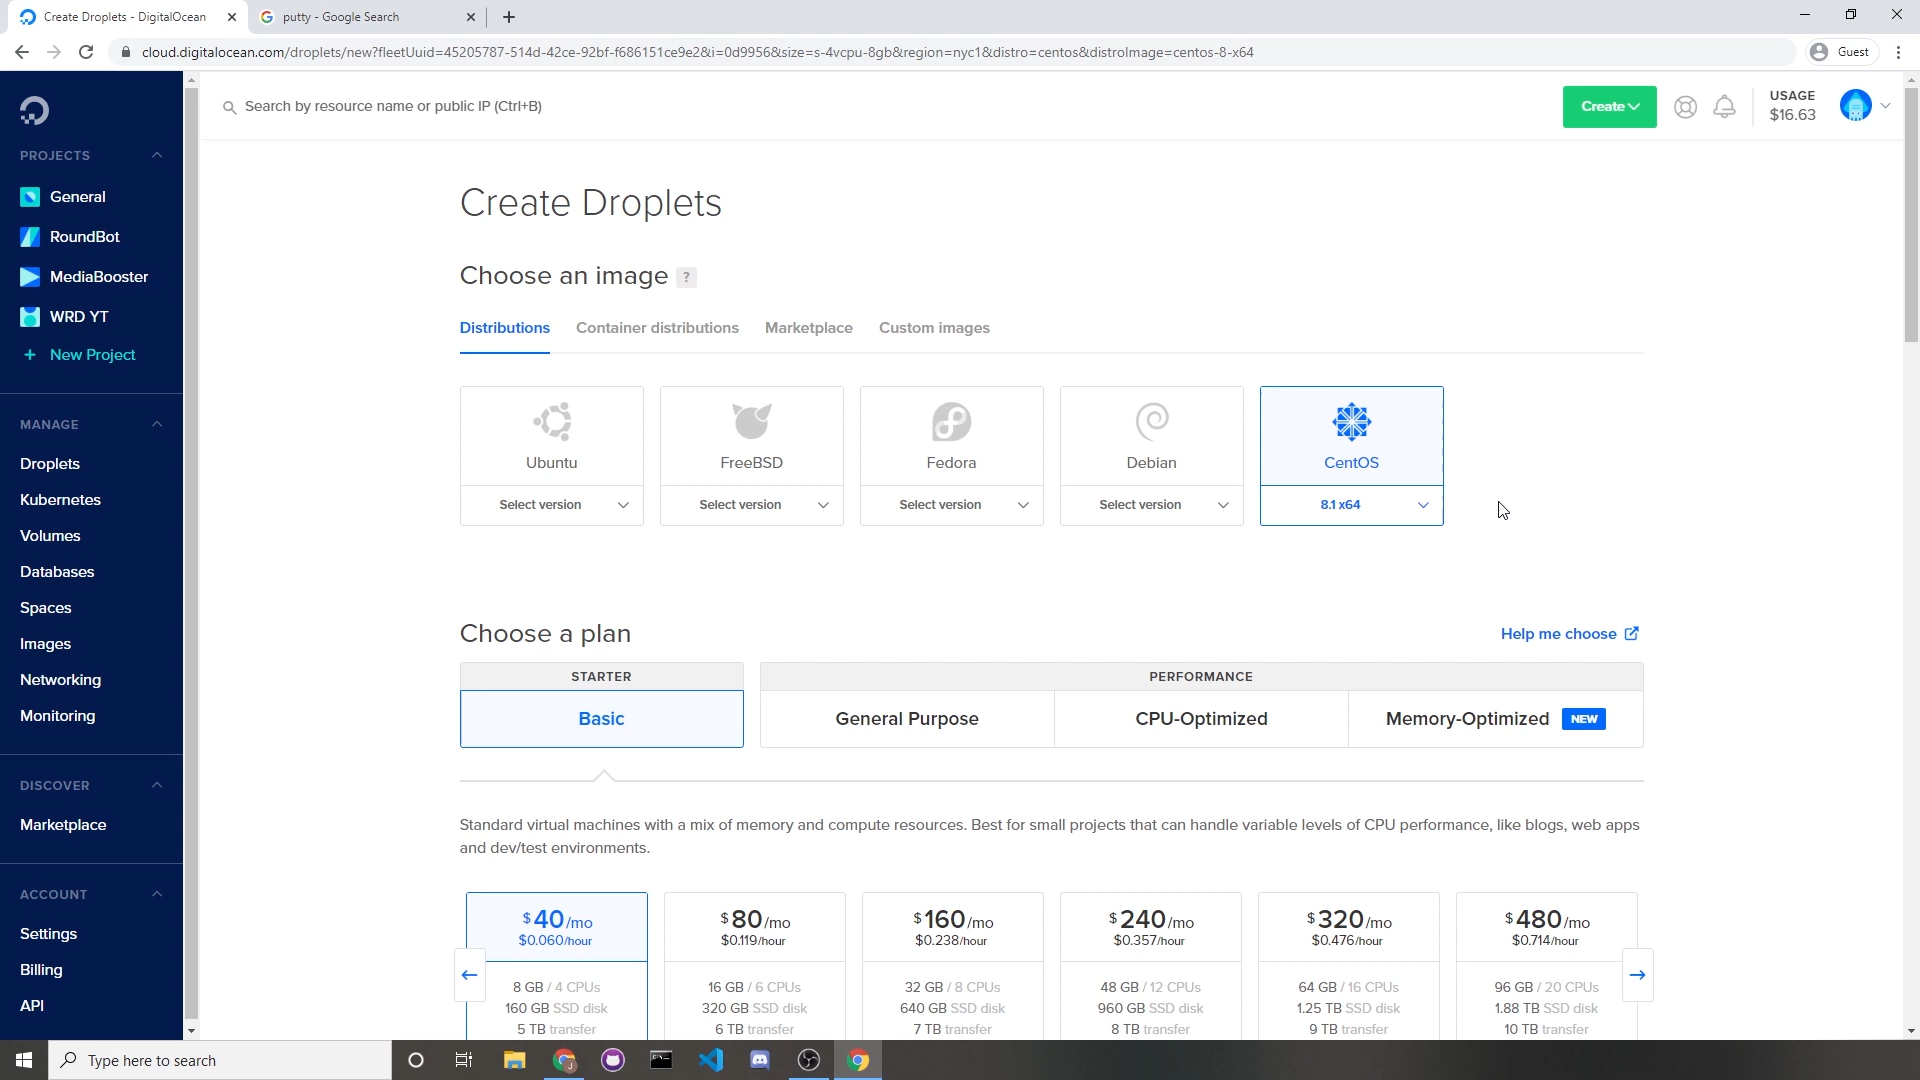 Create Droplets - DigitalOcean
putty - Google Search
cloud.digitalocean.com/droplets/new?fleetUuid=45205787-514d-42ce-92bf-f686151ce9e2&i=0d9956&size=s-4vcpu-8gb&region=nyc1&distro=centos&distroImage=centos-8-x64
Guest
Search by resource name or public IP (Ctrl+B)
Create
USAGE
$16.63
PROJECTS
General
RoundBot
MediaBooster
WRD YT
+ New Project
MANAGE
Droplets
Kubernetes
Volumes
Databases
Spaces
Images
Networking
Monitoring
DISCOVER
Marketplace
ACCOUNT
Settings
Billing
API
Create Droplets
Choose an image ?
Distributions Container distributions Marketplace Custom images
Ubuntu FreeBSD Fedora Debian CentOS
Select version Select version Select version Select version 8.1 x64
Choose a plan
Help me choose
STARTER PERFORMANCE
Basic General Purpose CPU-Optimized Memory-Optimized NEW
Standard virtual machines with a mix of memory and compute resources. Best for small projects that can handle variable levels of CPU performance, like blogs, web apps
and dev/test environments.
$40/mo $80/mo $160/mo $240/mo $320/mo $480/mo
$0.060/hour $0.119/hour $0.238/hour $0.357/hour $0.476/hour $0.714/hour
8 GB / 4 CPUs 16 GB / 6 CPUs 32 GB / 8 CPUs 48 GB / 12 CPUs 64 GB / 16 CPUs 96 GB / 20 CPUs
160 GB SSD disk 320 GB SSD disk 640 GB SSD disk 960 GB SSD disk 1.25 TB SSD disk 1.88 TB SSD disk
5 TB transfer 6 TB transfer 7 TB transfer 8 TB transfer 9 TB transfer 10 TB transfer
Type here to search